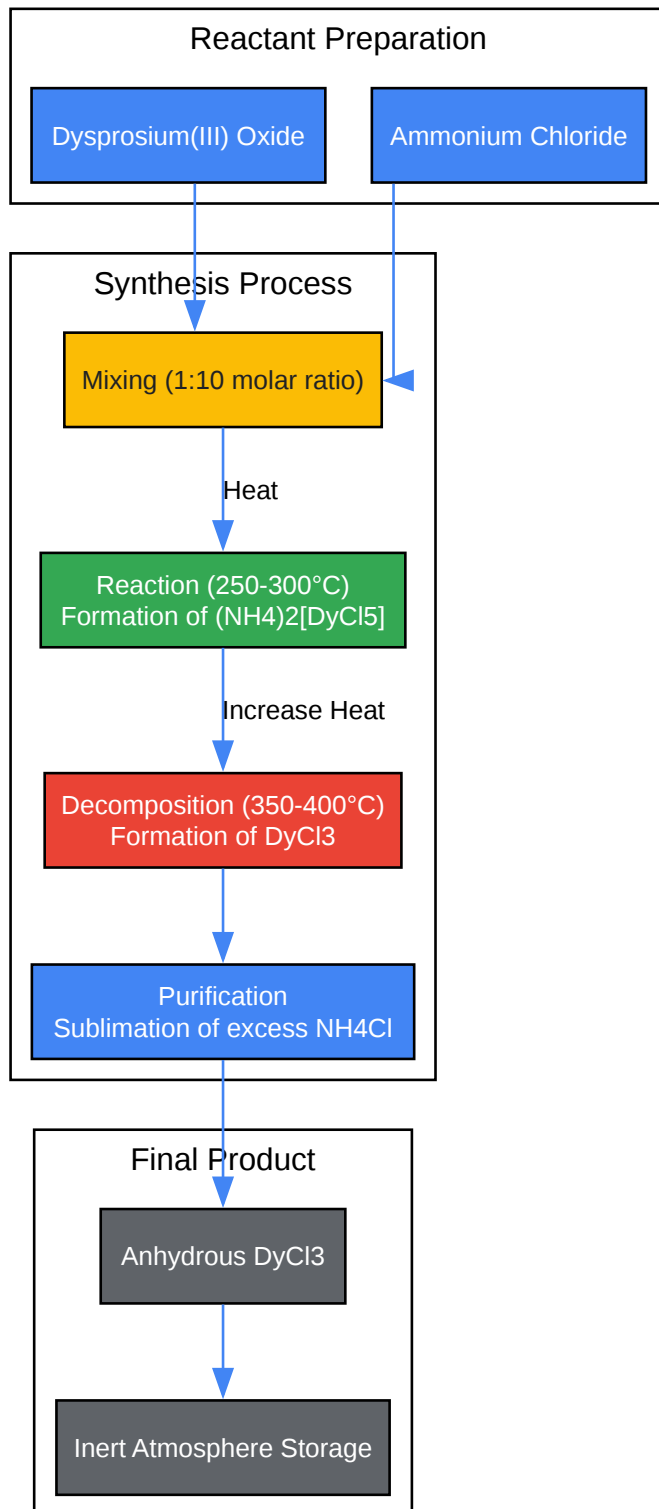 Reactant Preparation
Dysprosium(III) Oxide
Ammonium Chloride
Synthesis Process
Mixing (1:10 molar ratio)
Heat
Reaction (250-300°C)
Formation of (NH4)2[DyCl5]
Increase Heat
Decomposition (350-400°C)
Formation of DyCl3
Purification
Sublimation of excess NH4Cl
Final Product
Anhydrous DyCl3
Inert Atmosphere Storage